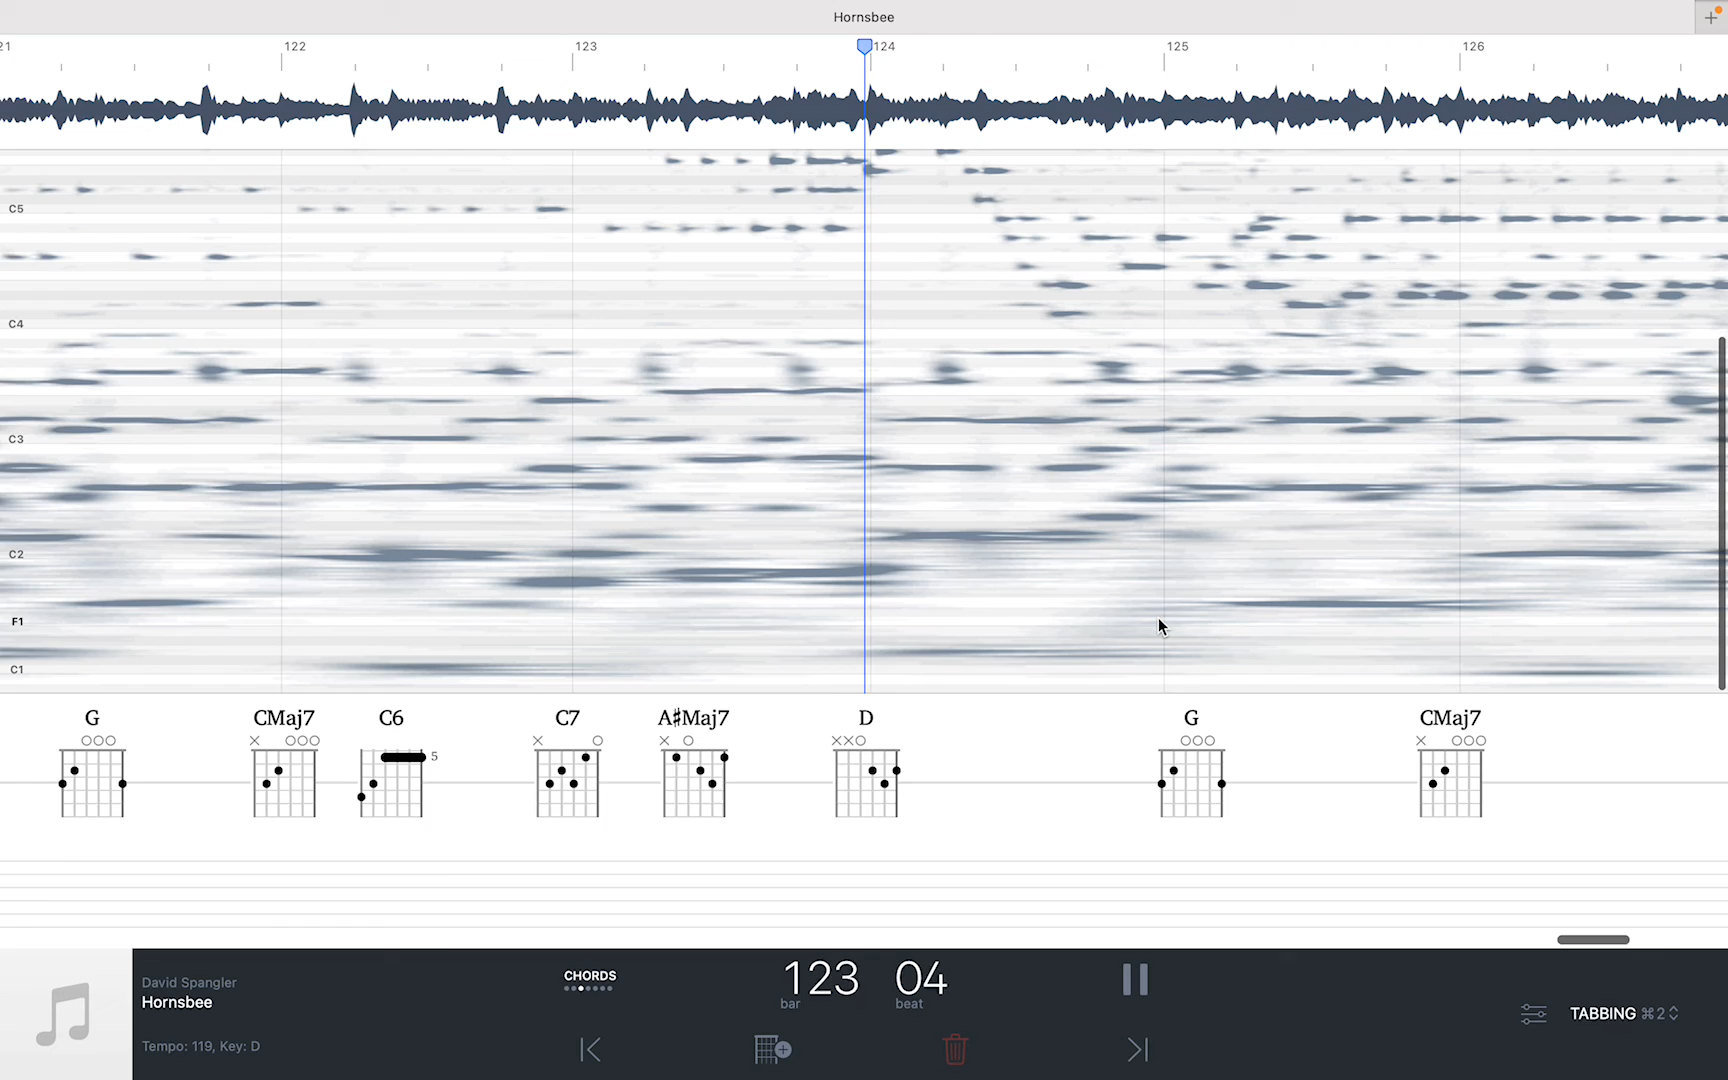 Hornsbee
21 122 123 124 125 126
C5
C4
C3
C2
F1
C1
G CMaj7 C6 C7 A♯Maj7 D G CMaj7
5
David Spangler
Hornsbee
Tempo: 119, Key: D
CHORDS
123 04
bar beat
TABBING ⌘2